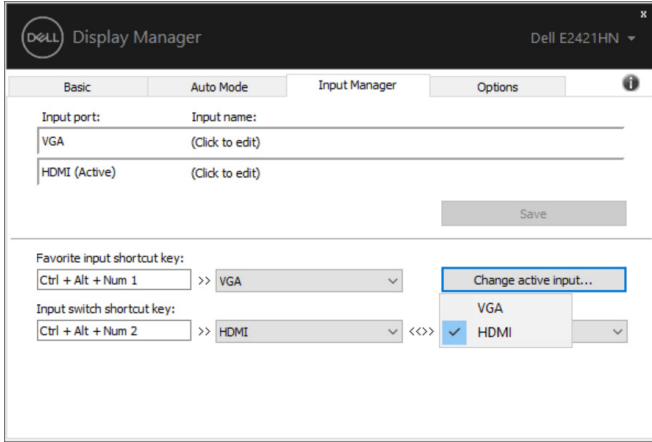 x
DELL Display Manager Dell E2421HN
Basic Auto Mode Input Manager Options i
Input port: Input name:
VGA (Click to edit)
HDMI (Active) (Click to edit)
Save
Favorite input shortcut key:
Ctrl + Alt + Num 1 >> VGA Change active input...
Input switch shortcut key:
Ctrl + Alt + Num 2 >> HDMI <<>>
VGA
HDMI